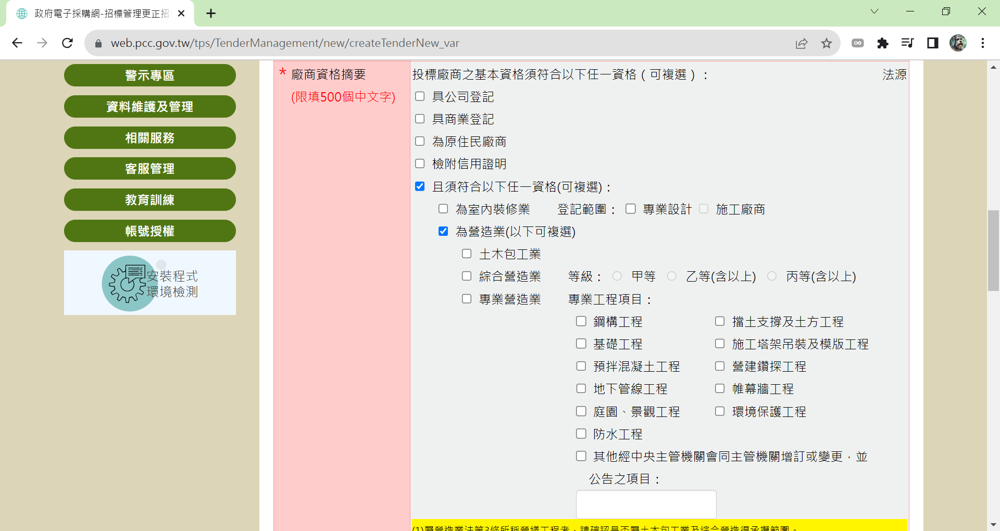 政府電子採購網-招標管理更正招
web.pcc.gov.tw/tps/TenderManagement/new/createTenderNew_var
警示專區
資料維護及管理
相關服務
客服管理
教育訓練
帳號授權
安裝程式
環境檢測
* 廠商資格摘要
(限填500個中文字)
投標廠商之基本資格須符合以下任一資格(可複選):
法源
具公司登記
具商業登記
為原住民廠商
檢附信用證明
且須符合以下任一資格(可複選):
為室內裝修業 登記範圍: 專業設計 施工廠商
為營造業(以下可複選)
土木包工業
綜合營造業 等級: 甲等 乙等(含以上) 丙等(含以上)
專業營造業 專業工程項目:
鋼構工程 擋土支撐及土方工程
基礎工程 施工塔架吊裝及模版工程
預拌混凝土工程 營建鑽探工程
地下管線工程 帷幕牆工程
庭園、景觀工程 環境保護工程
防水工程
其他經中央主管機關會同主管機關增訂或變更，並
公告之項目:
(1)屬營造業法第3條所稱營繕工程者，請確認是否屬土木包工業及綜合營造得承攬範圍。